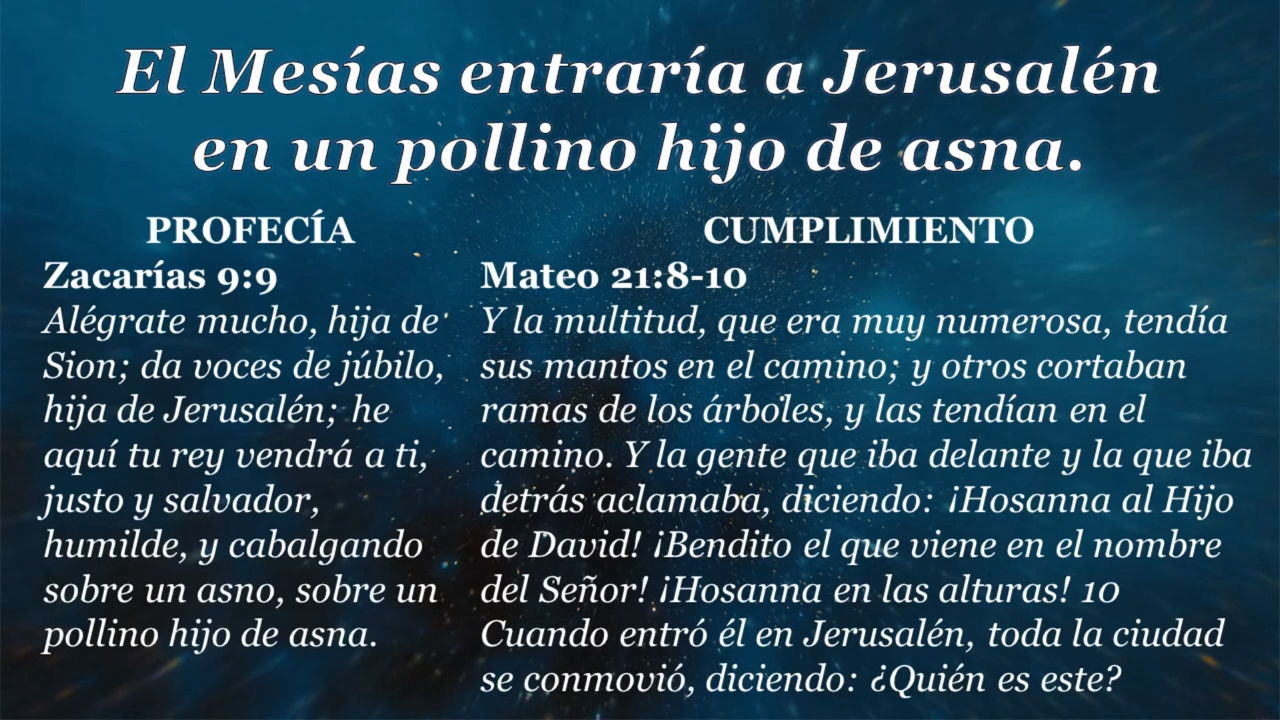 El Mesías entraría a Jerusalén
en un pollino hijo de asna.
PROFECÍA
Zacarías 9:9
Alégrate mucho, hija de
Sion; da voces de júbilo,
hija de Jerusalén; he
aquí tu rey vendrá a ti,
justo y salvador,
humilde, y cabalgando
sobre un asno, sobre un
pollino hijo de asna.
CUMPLIMIENTO
Mateo 21:8-10
Y la multitud, que era muy numerosa, tendía
sus mantos en el camino; y otros cortaban
ramas de los árboles, y las tendían en el
camino. Y la gente que iba delante y la que iba
detrás aclamaba, diciendo: ¡Hosanna al Hijo
de David! ¡Bendito el que viene en el nombre
del Señor! ¡Hosanna en las alturas! 10
Cuando entró él en Jerusalén, toda la ciudad
se conmovió, diciendo: ¿Quién es este?